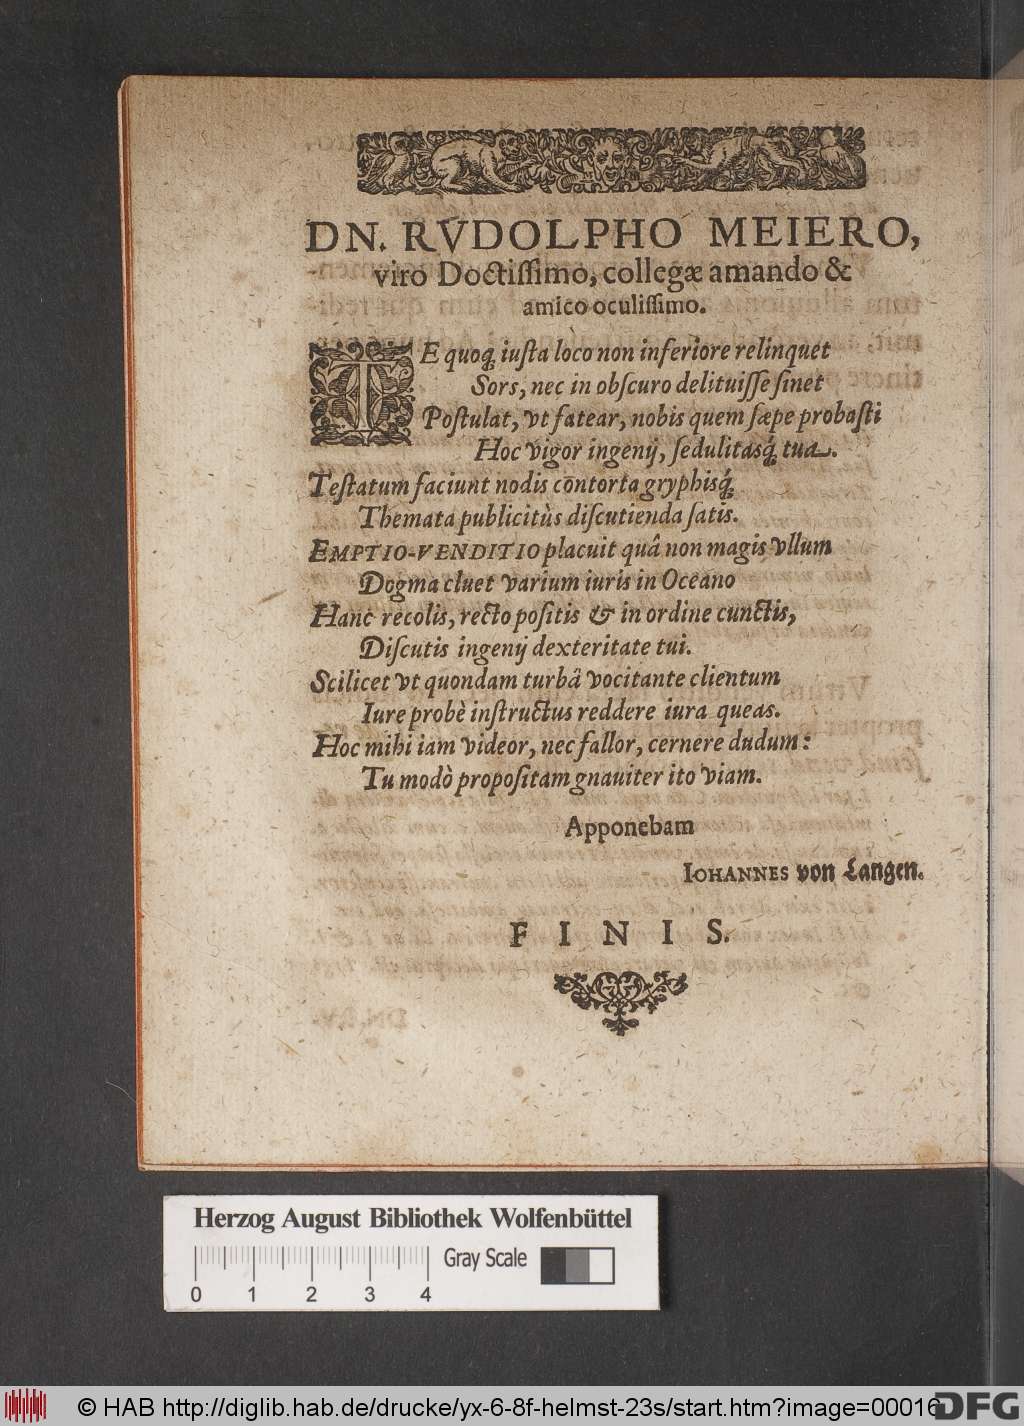 DN. RVDOLPHO MEIERO,
viro Doctissimo, collegæ amando &
amico oculissimo.
TE quoq́ iusta lòco non inferiore relinquet
Sors, nec in obscuro delituisse sinet
Postulat, vt fatear, nobis quem sæpe probasti
Hoc vigor ingenij, sedulitasq́ tua.
Testatum faciunt nodis contorta gryphisq́
Themata publicitùs discutienda satis.
EMPTIO-VENDITIO placuit quâ non magis vllum
Dogma cluet varium iuris in Oceano
Hanc recolis, recto positis & in ordine cunctis,
Discutis ingenij dexteritate tui.
Scilicet vt quondam turbâ vocitante clientum
Iure probè instructus reddere iura queas.
Hoc mihi iam videor, nec fallor, cernere dudum:
Tu modò propositam gnauiter ito viam.
Apponebam
IOHANNES von Langen.
FINIS.
Herzog August Bibliothek Wolfenbüttel
Gray Scale
0 1 2 3 4
© HAB http://diglib.hab.de/drucke/yx-6-8f-helmst-23s/start.htm?image=00016
DFG